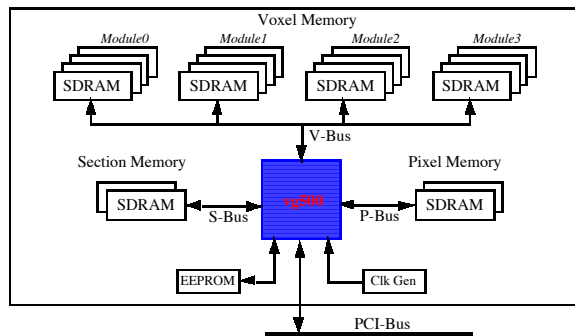 Voxel Memory
Module0 Module1 Module2 Module3
SDRAM SDRAM SDRAM SDRAM
V-Bus
Section Memory Pixel Memory
SDRAM vg500 SDRAM
S-Bus P-Bus
EEPROM Clk Gen
PCI-Bus